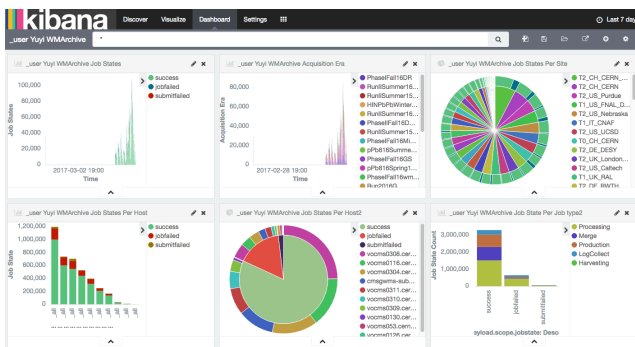 kibana
Discover Visualize Dashboard Settings
Last 7 day
_user Yuyi WMArchive
*
_user Yuyi WMArchive Job States
Job States
100,000
80,000
60,000
40,000
20,000
0
2017-03-02 19:00
Time
success
jobfailed
submitfailed
_user Yuyi WMArchive Acquisition Era
Acquisition Era
80,000
60,000
40,000
20,000
0
2017-02-28 19:00
Time
PhaseIFall16DR
RunIISummer16...
RunIISummer15...
HINPbPbWinter...
RunIISummer16...
PhaseIFall16D...
RunIISummer15...
PhaseIFall16MI...
pPb816Summe...
PhaseIFall16GS
pPb816Spring1...
PhaseIFall16wm...
Run2016G
_user Yuyi WMArchive Job States Per Site
T2_CH_CERN_...
T2_CH_CERN
T2_US_Purdue
T1_US_FNAL_D...
T2_US_Nebraska
T1_IT_CNAF
T2_US_UCSD
T0_CH_CERN
T2_DE_DESY
T2_UK_London...
T2_US_Caltech
T1_UK_RAL
T2_DE_RWTH
_user Yuyi WMArchive Job States Per Host
Job State
1,200,000
1,000,000
800,000
600,000
400,000
200,000
0
success
jobfailed
submitfailed
_user Yuyi WMArchive Job States Per Host2
success
jobfailed
submitfailed
vocms0308.cer...
vocms0116.cer...
vocms0304.cer...
cmsgwms-sub...
vocms0311.cer...
vocms0310.cer...
vocms0309.cer...
vocms0130.cer...
vocms053.cern...
vocms0126.cer...
_user Yuyi WMArchive Job State Per Job type2
Job State Count
3,000,000
2,000,000
1,000,000
0
success
jobfailed
submitfailed
syload.scope.jobstate: Deso
Processing
Merge
Production
LogCollect
Harvesting